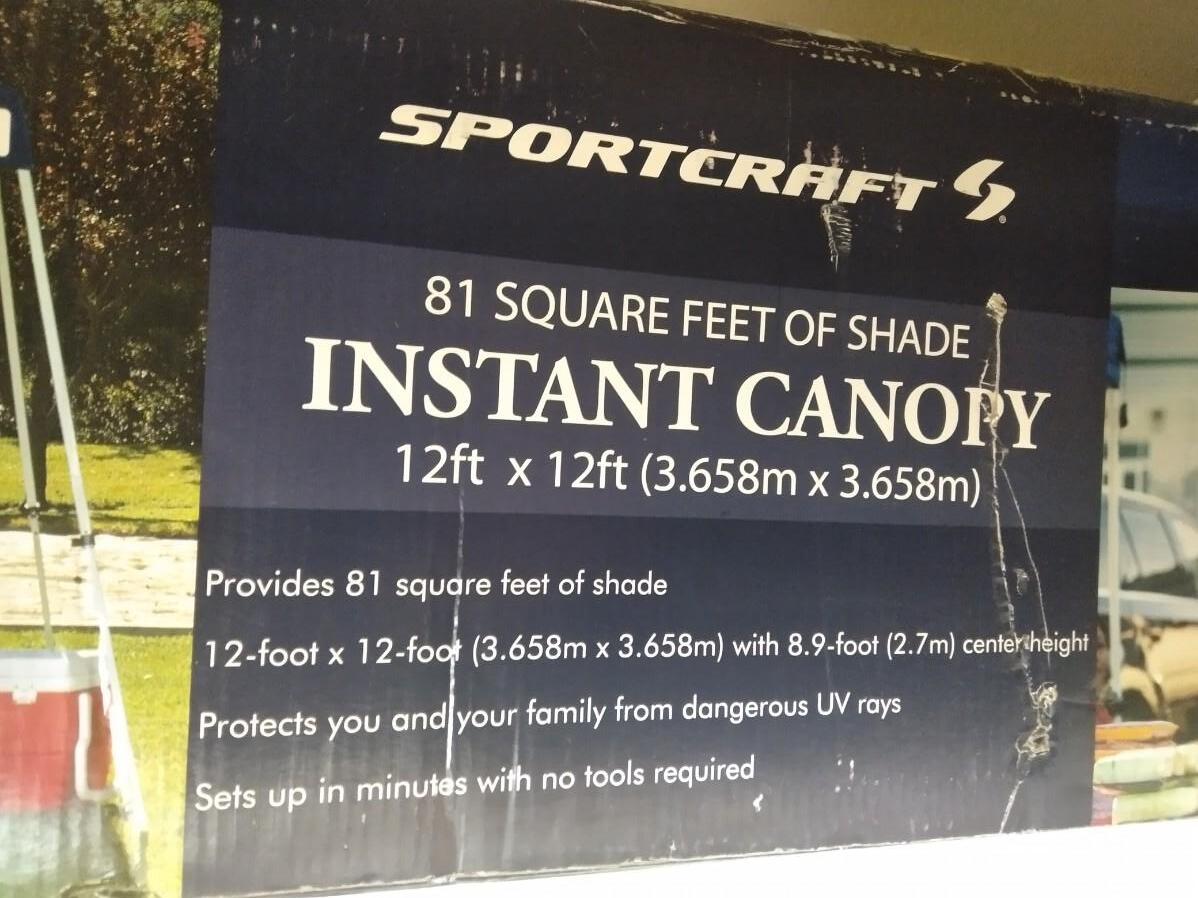 SPORTCRAFT
81 SQUARE FEET OF SHADE
INSTANT CANOPY
12ft x 12ft (3.658m x 3.658m)
Provides 81 square feet of shade
12-foot x 12-foot (3.658m x 3.658m) with 8.9-foot (2.7m) center height
Protects you and your family from dangerous UV rays
Sets up in minutes with no tools required